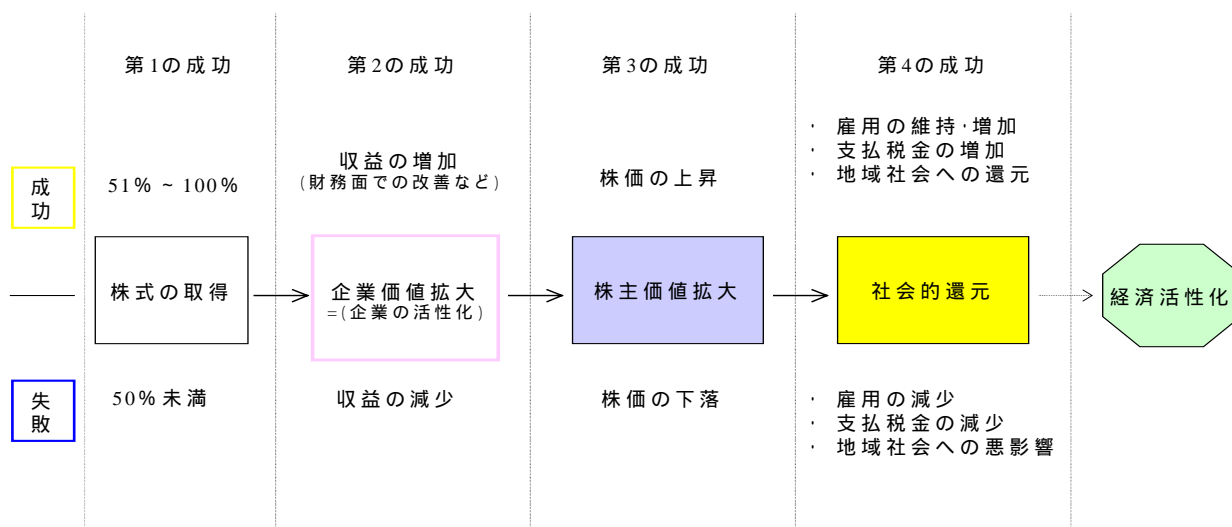 第1の成功
第2の成功
第3の成功
第4の成功
成功
51%~100%
収益の増加
(財務面での改善など)
株価の上昇
· 雇用の維持·増加
· 支払税金の増加
· 地域社会への還元
株式の取得
企業価値拡大
=(企業の活性化)
株主価値拡大
社会的還元
経済活性化
失敗
50%未満
収益の減少
株価の下落
· 雇用の減少
· 支払税金の減少
· 地域社会への悪影響